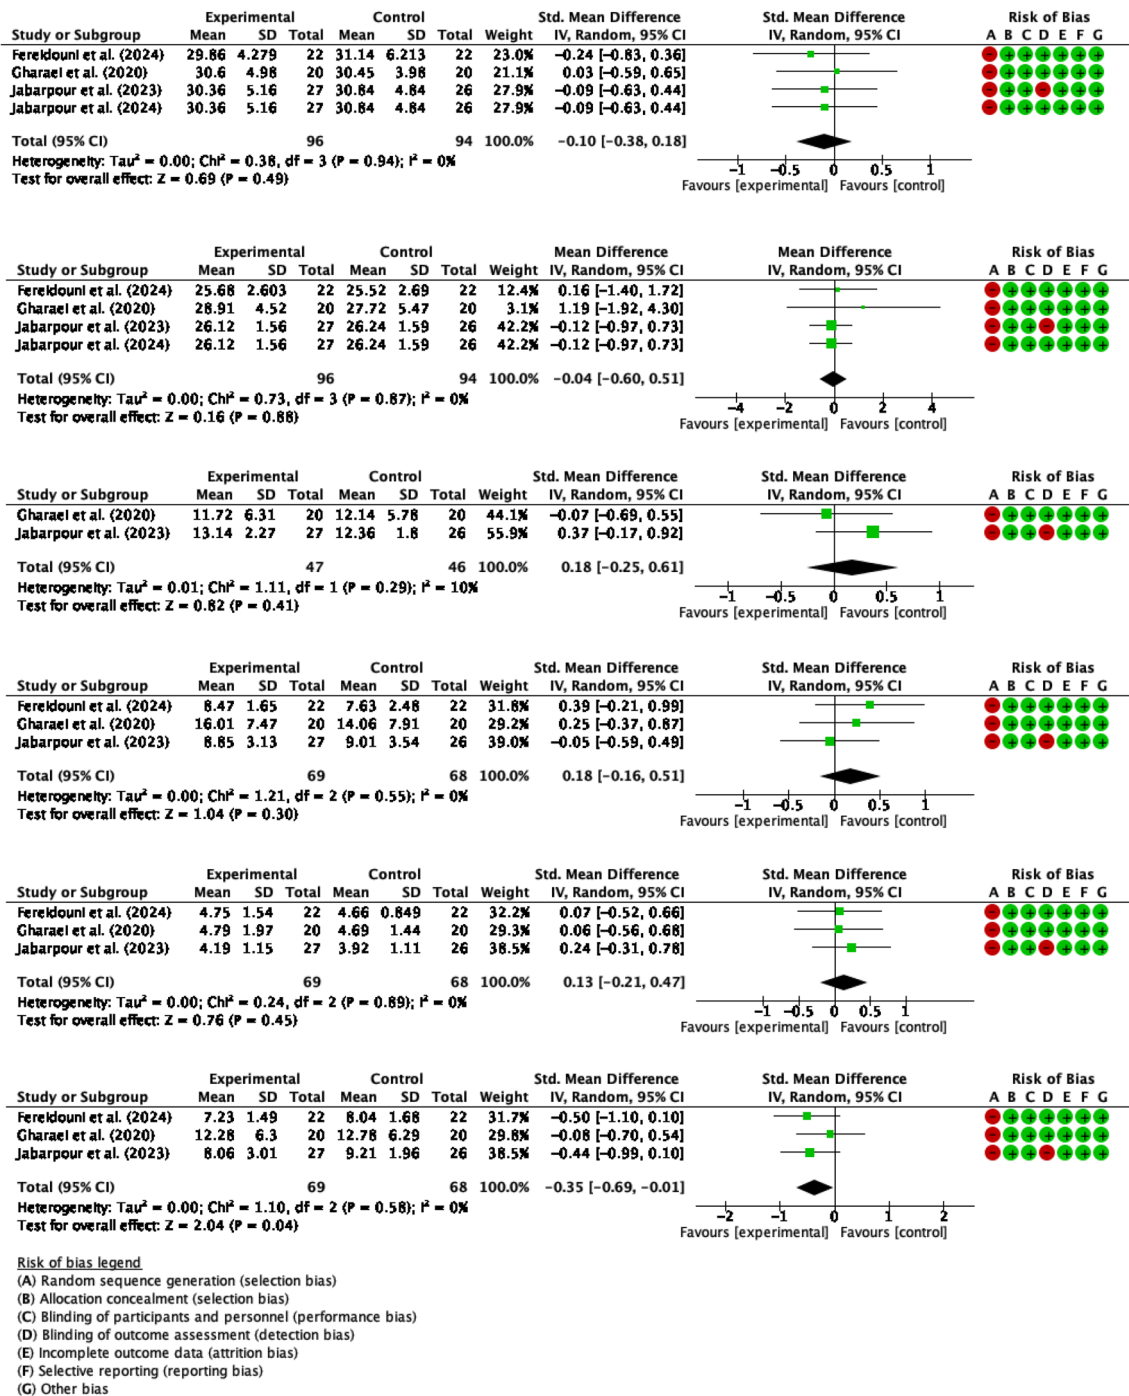 Experimental Control Std. Mean Difference Std. Mean Difference Risk of Bias
Study or Subgroup Mean SD Total Mean SD Total Weight IV, Random, 95% CI IV, Random, 95% CI A B C D E F G
Fereidouni et al. (2024) 29.86 4.279 22 31.14 6.213 22 23.0% −0.24 [−0.83, 0.36]
Gharaei et al. (2020) 30.6 4.98 20 30.45 3.98 20 21.1% 0.03 [−0.59, 0.65]
Jabarpour et al. (2023) 30.36 5.16 27 30.84 4.84 26 27.9% −0.09 [−0.63, 0.44]
Jabarpour et al. (2024) 30.36 5.16 27 30.84 4.84 26 27.9% −0.09 [−0.63, 0.44]
Total (95% CI) 96 94 100.0% −0.10 [−0.38, 0.18]
Heterogeneity: Tau² = 0.00; Chi² = 0.38, df = 3 (P = 0.94); I² = 0%
Test for overall effect: Z = 0.69 (P = 0.49)
−1 −0.5 0 0.5 1
Favours [experimental] Favours [control]
Experimental Control Mean Difference Mean Difference Risk of Bias
Study or Subgroup Mean SD Total Mean SD Total Weight IV, Random, 95% CI IV, Random, 95% CI A B C D E F G
Fereidouni et al. (2024) 25.68 2.603 22 25.52 2.69 22 12.4% 0.16 [−1.40, 1.72]
Gharaei et al. (2020) 28.91 4.52 20 27.72 5.47 20 3.1% 1.19 [−1.92, 4.30]
Jabarpour et al. (2023) 26.12 1.56 27 26.24 1.59 26 42.2% −0.12 [−0.97, 0.73]
Jabarpour et al. (2024) 26.12 1.56 27 26.24 1.59 26 42.2% −0.12 [−0.97, 0.73]
Total (95% CI) 96 94 100.0% −0.04 [−0.60, 0.51]
Heterogeneity: Tau² = 0.00; Chi² = 0.73, df = 3 (P = 0.87); I² = 0%
Test for overall effect: Z = 0.16 (P = 0.88)
−4 −2 0 2 4
Favours [experimental] Favours [control]
Experimental Control Std. Mean Difference Std. Mean Difference Risk of Bias
Study or Subgroup Mean SD Total Mean SD Total Weight IV, Random, 95% CI IV, Random, 95% CI A B C D E F G
Gharaei et al. (2020) 11.72 6.31 20 12.14 5.78 20 44.1% −0.07 [−0.69, 0.55]
Jabarpour et al. (2023) 13.14 2.27 27 12.36 1.8 26 55.9% 0.37 [−0.17, 0.92]
Total (95% CI) 47 46 100.0% 0.18 [−0.25, 0.61]
Heterogeneity: Tau² = 0.01; Chi² = 1.11, df = 1 (P = 0.29); I² = 10%
Test for overall effect: Z = 0.82 (P = 0.41)
−1 −0.5 0 0.5 1
Favours [experimental] Favours [control]
Experimental Control Std. Mean Difference Std. Mean Difference Risk of Bias
Study or Subgroup Mean SD Total Mean SD Total Weight IV, Random, 95% CI IV, Random, 95% CI A B C D E F G
Fereidouni et al. (2024) 8.47 1.65 22 7.63 2.48 22 31.8% 0.39 [−0.21, 0.99]
Gharaei et al. (2020) 16.01 7.47 20 14.06 7.91 20 29.2% 0.25 [−0.37, 0.87]
Jabarpour et al. (2023) 8.85 3.13 27 9.01 3.54 26 39.0% −0.05 [−0.59, 0.49]
Total (95% CI) 69 68 100.0% 0.18 [−0.16, 0.51]
Heterogeneity: Tau² = 0.00; Chi² = 1.21, df = 2 (P = 0.55); I² = 0%
Test for overall effect: Z = 1.04 (P = 0.30)
−1 −0.5 0 0.5 1
Favours [experimental] Favours [control]
Experimental Control Std. Mean Difference Std. Mean Difference Risk of Bias
Study or Subgroup Mean SD Total Mean SD Total Weight IV, Random, 95% CI IV, Random, 95% CI A B C D E F G
Fereidouni et al. (2024) 4.75 1.54 22 4.66 0.849 22 32.2% 0.07 [−0.52, 0.66]
Gharaei et al. (2020) 4.79 1.97 20 4.69 1.44 20 29.3% 0.06 [−0.56, 0.68]
Jabarpour et al. (2023) 4.19 1.15 27 3.92 1.11 26 38.5% 0.24 [−0.31, 0.78]
Total (95% CI) 69 68 100.0% 0.13 [−0.21, 0.47]
Heterogeneity: Tau² = 0.00; Chi² = 0.24, df = 2 (P = 0.89); I² = 0%
Test for overall effect: Z = 0.76 (P = 0.45)
−1 −0.5 0 0.5 1
Favours [experimental] Favours [control]
Experimental Control Std. Mean Difference Std. Mean Difference Risk of Bias
Study or Subgroup Mean SD Total Mean SD Total Weight IV, Random, 95% CI IV, Random, 95% CI A B C D E F G
Fereidouni et al. (2024) 7.23 1.49 22 8.04 1.68 22 31.7% −0.50 [−1.10, 0.10]
Gharaei et al. (2020) 12.28 6.3 20 12.78 6.29 20 29.8% −0.08 [−0.70, 0.54]
Jabarpour et al. (2023) 8.06 3.01 27 9.21 1.96 26 38.5% −0.44 [−0.99, 0.10]
Total (95% CI) 69 68 100.0% −0.35 [−0.69, −0.01]
Heterogeneity: Tau² = 0.00; Chi² = 1.10, df = 2 (P = 0.58); I² = 0%
Test for overall effect: Z = 2.04 (P = 0.04)
−2 −1 0 1 2
Favours [experimental] Favours [control]
Risk of bias legend
(A) Random sequence generation (selection bias)
(B) Allocation concealment (selection bias)
(C) Blinding of participants and personnel (performance bias)
(D) Blinding of outcome assessment (detection bias)
(E) Incomplete outcome data (attrition bias)
(F) Selective reporting (reporting bias)
(G) Other bias